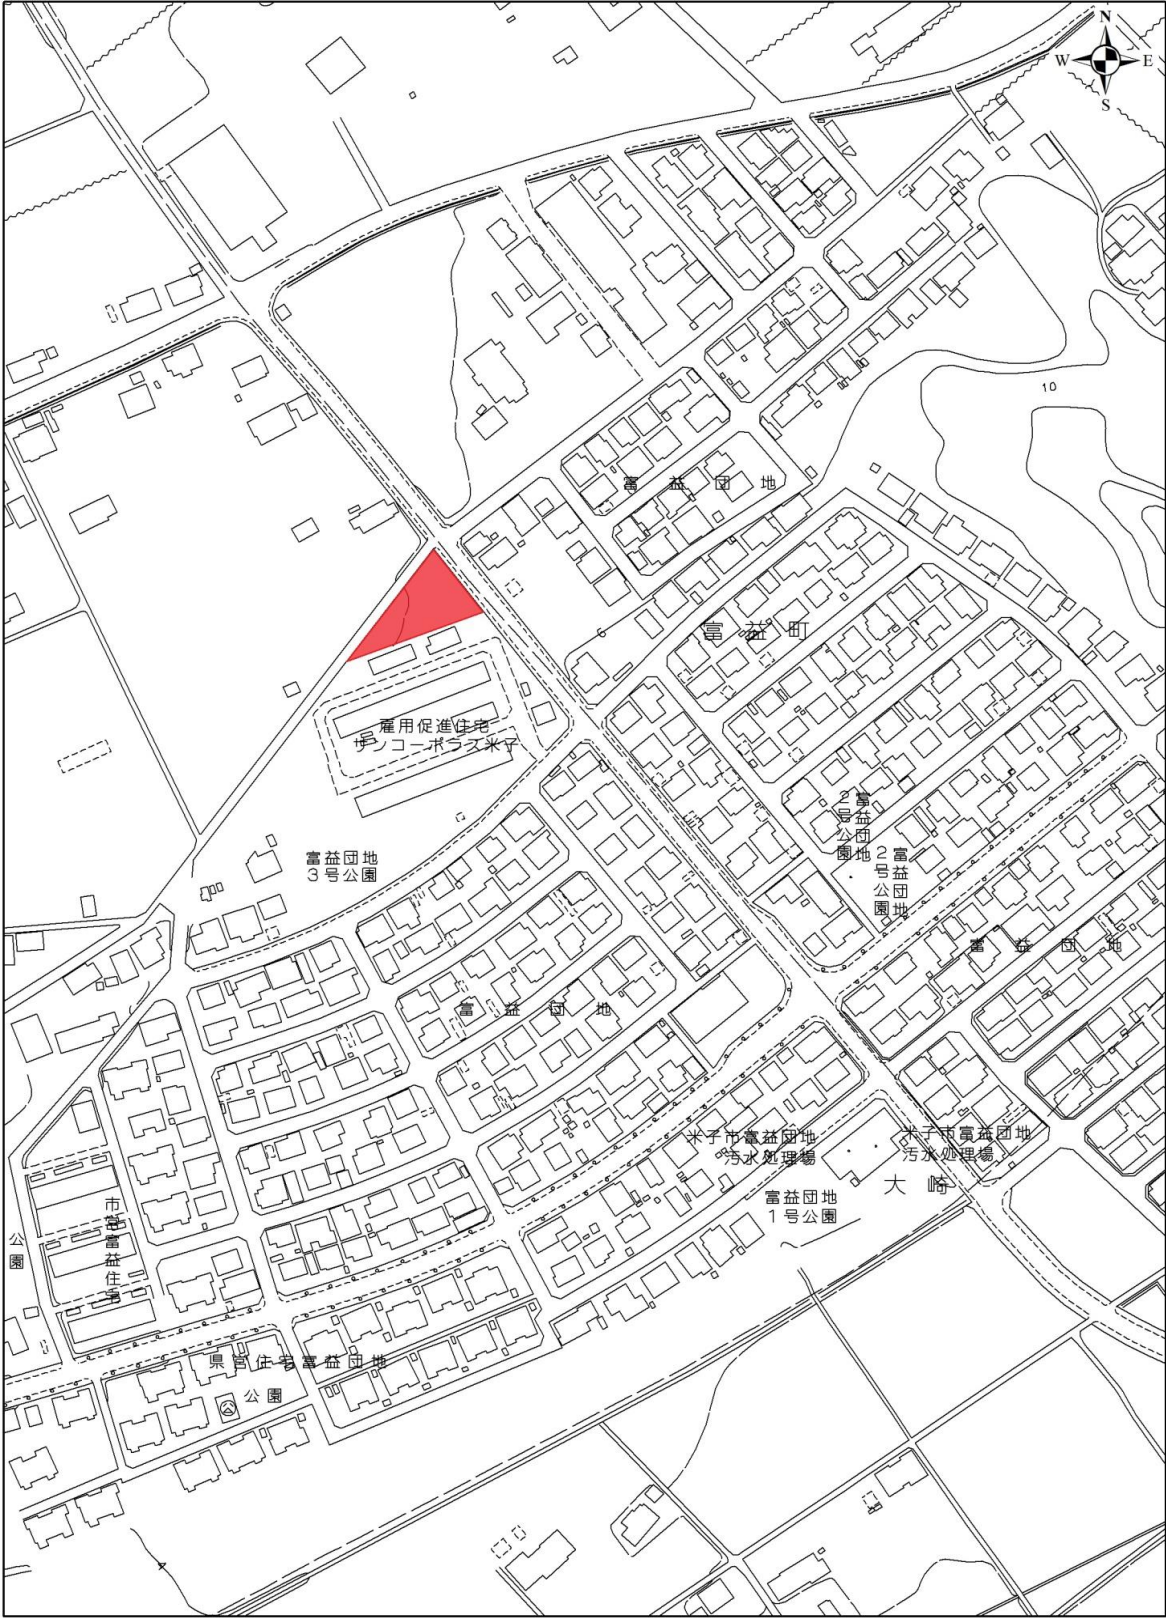 N
W
E
S
10
富益団地
富益町
雇用促進住宅
サンコーポラス米子
富益団地
2号公園
富益団地
2号公園
富益団地
3号公園
富益団地
富益団地
米子市富益団地
汚水処理場
米子市富益団地
汚水処理場
大崎
富益団地
1号公園
市営富益住宅
公園
県営住宅富益団地
公園
4